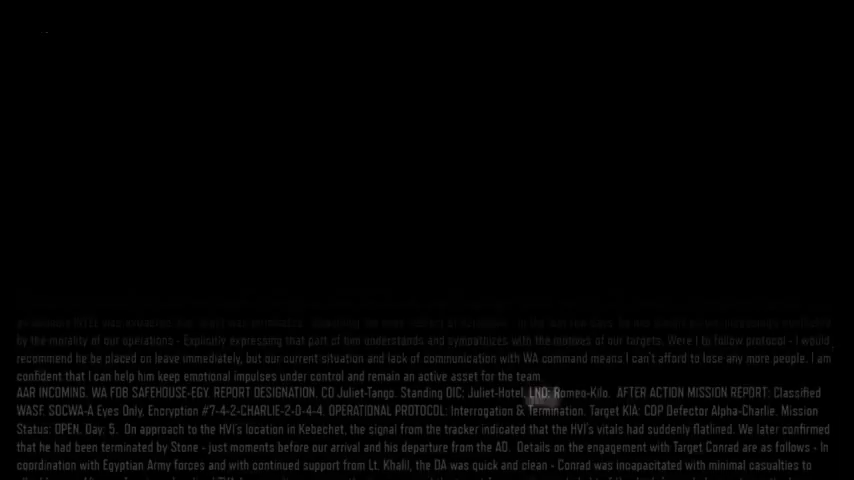 by the morality of our operations - Explicitly expressing that part of him understands and sympathizes with the motives of our targets. Were I to follow protocol - I would
recommend he be placed on leave immediately, but our current situation and lack of communication with WA command means I can't afford to lose any more people. I am
confident that I can help him keep emotional impulses under control and remain an active asset for the team.
AAR INCOMING. WA FOB SAFEHOUSE-EGY. REPORT DESIGNATION. CO Juliet-Tango. Standing OIC: Juliet-Hotel. LNO: Romeo-Kilo. AFTER ACTION MISSION REPORT: Classified
WASF. SOCWA-A Eyes Only, Encryption #7-4-2-CHARLIE-2-0-4-4. OPERATIONAL PROTOCOL: Interrogation & Termination. Target KIA: CDP Defector Alpha-Charlie. Mission
Status: OPEN. Day: 5. On approach to the HVI's location in Kebechet, the signal from the tracker indicated that the HVI's vitals had suddenly flatlined. We later confirmed
that he had been terminated by Stone - just moments before our arrival and his departure from the AO. Details on the engagement with Target Conrad are as follows - In
coordination with Egyptian Army forces and with continued support from Lt. Khalil, the OA was quick and clean - Conrad was incapacitated with minimal casualties to